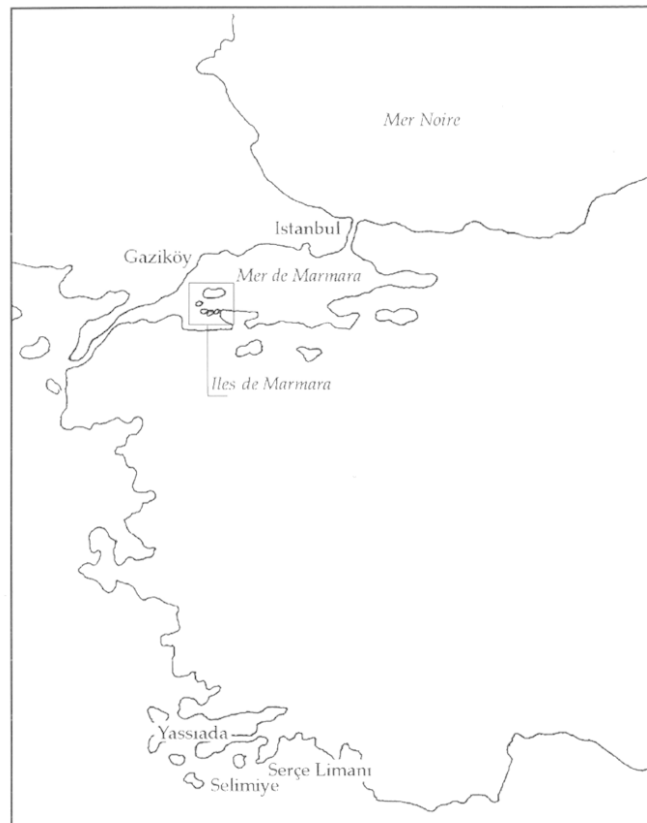 Mer Noire
Istanbul
Gaziköy
Mer de Marmara
Iles de Marmara
Yassıada
Serçe Limanı
Selimiye